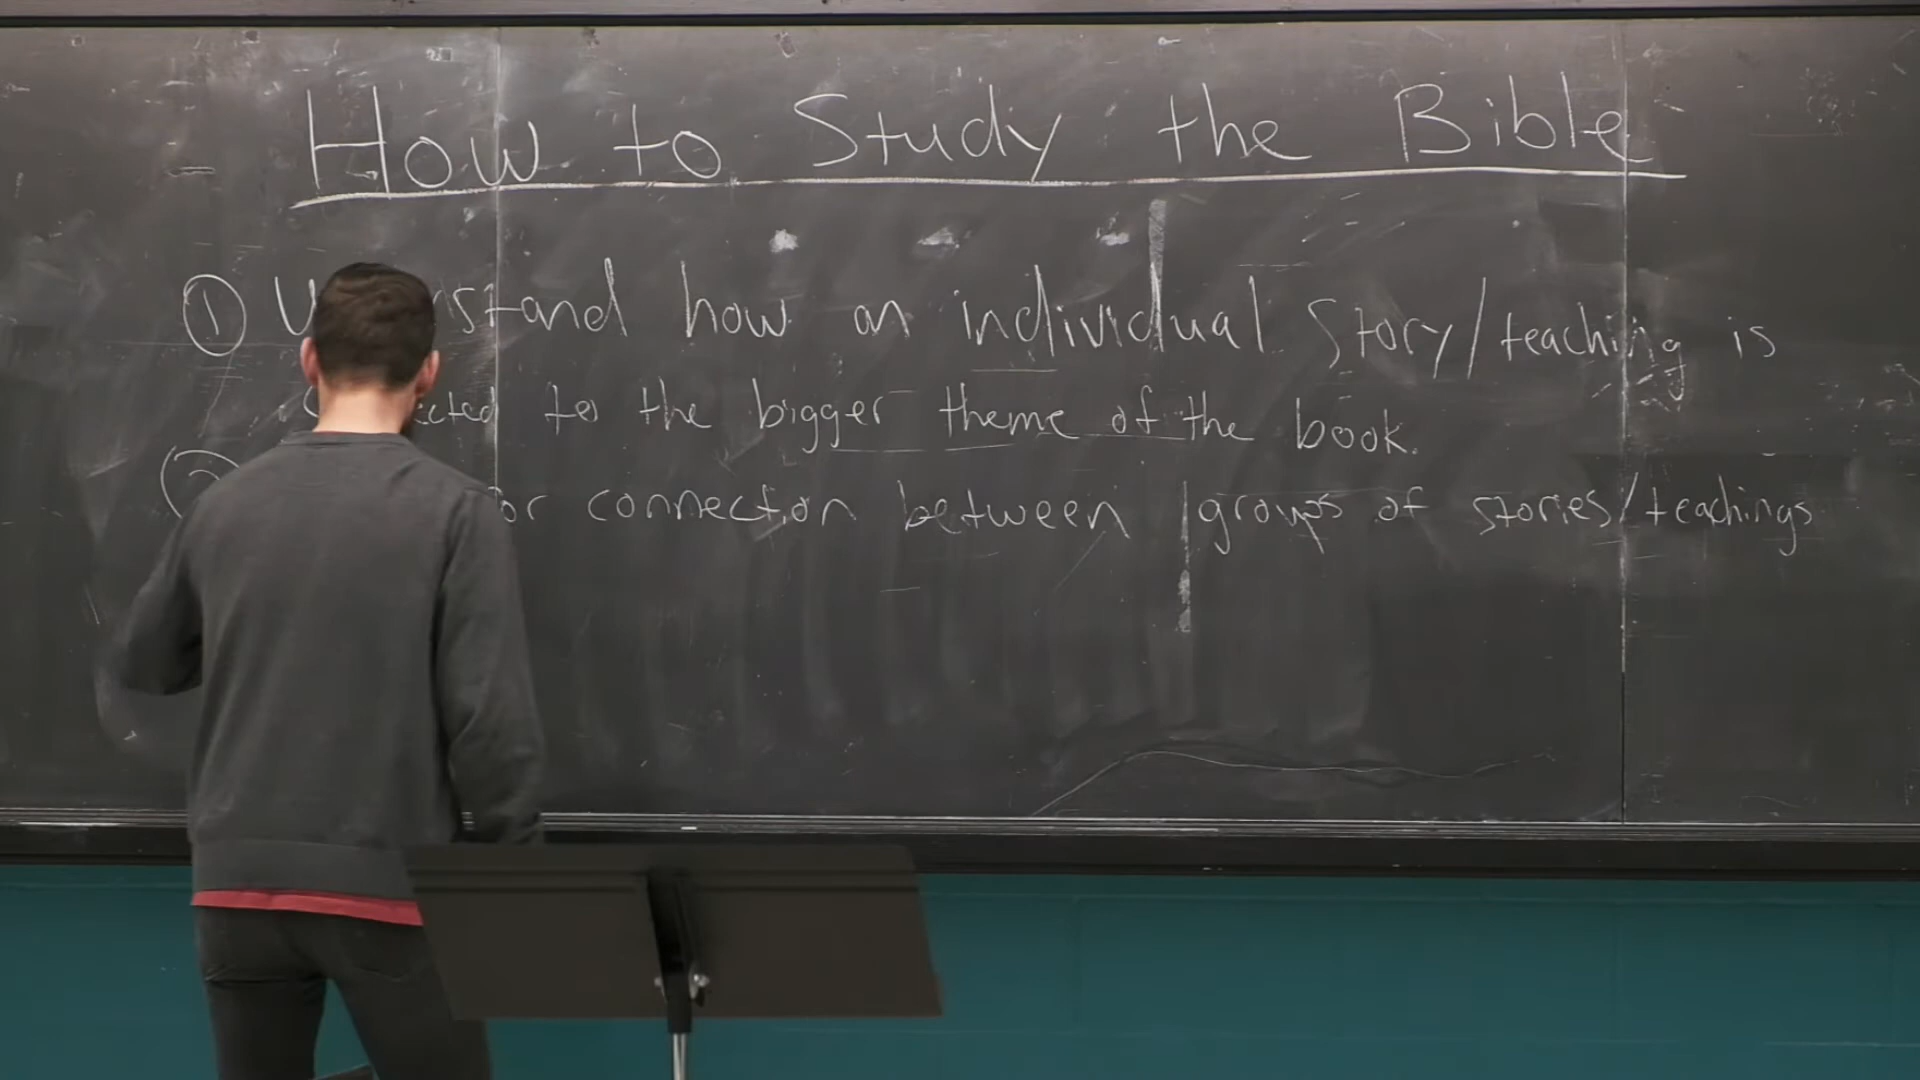 How to Study the Bible
① how an individual story/teaching is
to the bigger theme of the book.
connection between groups of stories/teachings